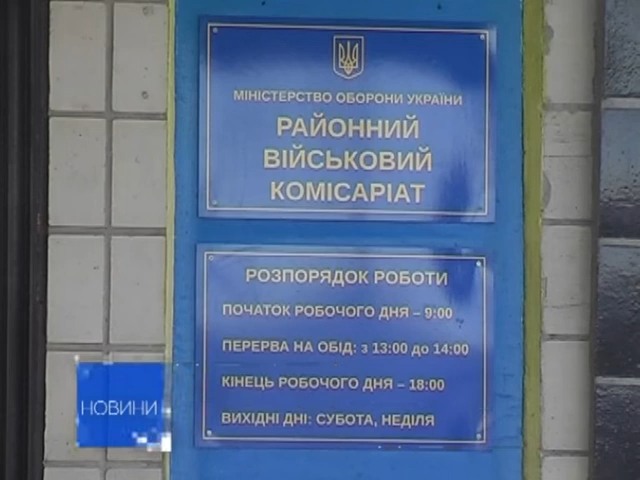 МІНІСТЕРСТВО ОБОРОНИ УКРАЇНИ
РАЙОННИЙ
ВІЙСЬКОВИЙ
КОМІСАРІАТ
РОЗПОРЯДОК РОБОТИ
ПОЧАТОК РОБОЧОГО ДНЯ – 9:00
ПЕРЕРВА НА ОБІД: з 13:00 до 14:00
КІНЕЦЬ РОБОЧОГО ДНЯ – 18:00
ВИХІДНІ ДНІ: СУБОТА, НЕДІЛЯ
НОВИНИ